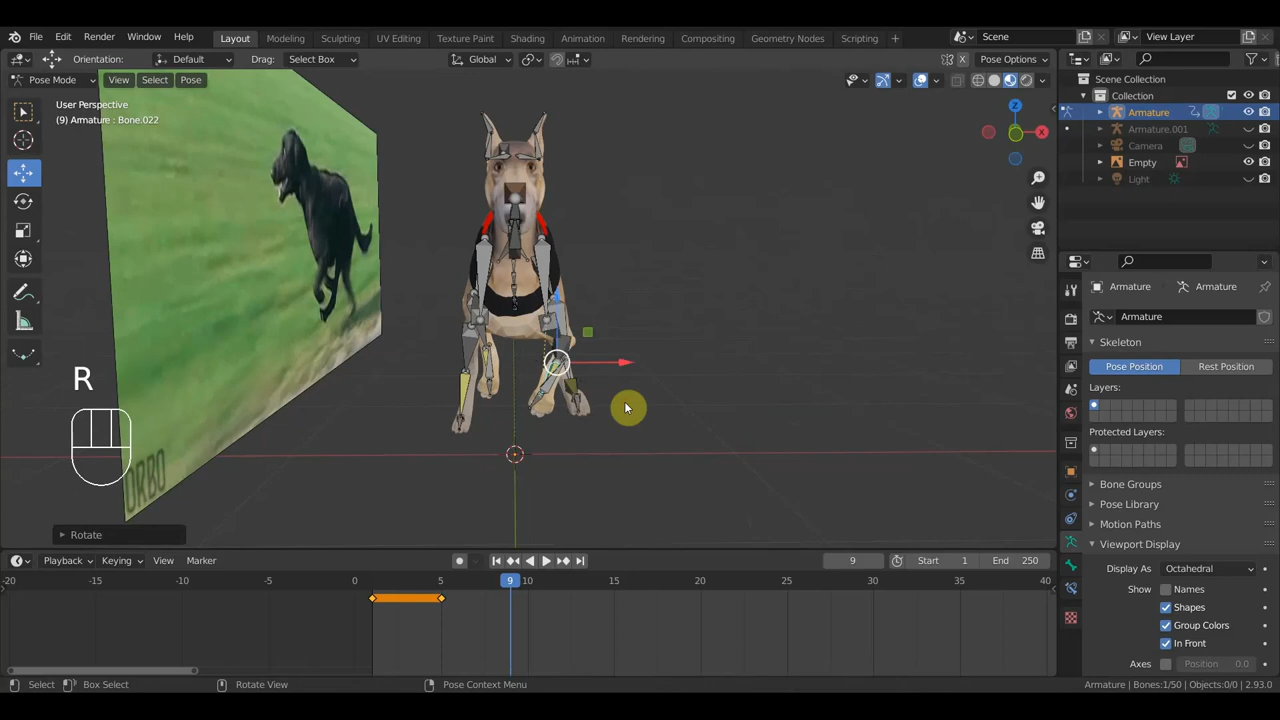 File Edit Render Window Help Layout Modeling Sculpting UV Editing Texture Paint Shading Animation Rendering Compositing Geometry Nodes Scripting + Scene View Layer
Orientation: Default Drag: Select Box Global X Pose Options
Pose Mode View Select Pose
Scene Collection
Collection
Armature
Armature.001
Camera
Empty
Light
User Perspective
(9) Armature : Bone.022
Z
X
R
ORBO
Rotate
Armature Armature
Armature
Skeleton
Pose Position Rest Position
Layers:
Protected Layers:
Bone Groups
Pose Library
Motion Paths
Viewport Display
Display As Octahedral
Show Names
Shapes
Group Colors
In Front
Axes Position 0.0
Playback Keying View Marker 9 Start 1 End 250
-20 -15 -10 -5 0 5 9 10 15 20 25 30 35 40
Select Box Select Rotate View Pose Context Menu Armature | Bones:1/50 | Objects:0/0 | 2.93.0